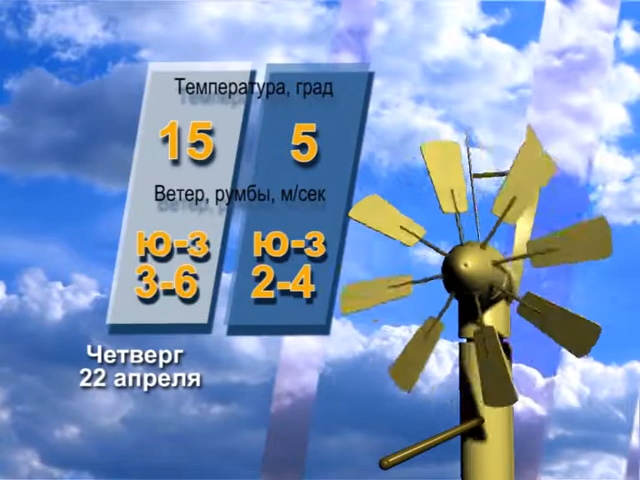 Температура, град
15 5
Ветер, румбы, м/сек
ю-з ю-з
3-6 2-4
Четверг
22 апреля